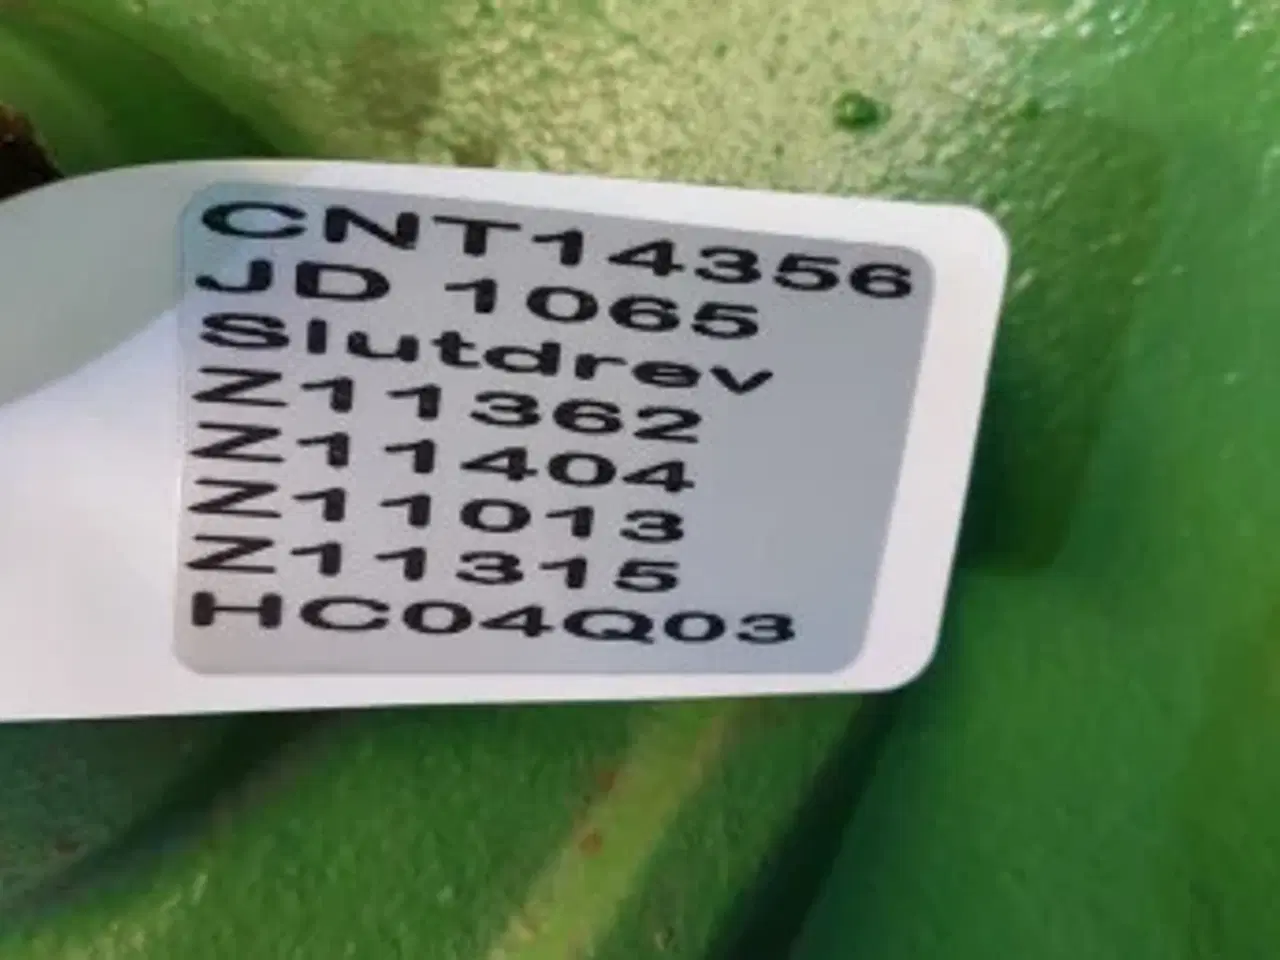 CNT14356
JD 1065
Slutdrev
Z11362
Z11404
Z11013
Z11315
HC04Q03